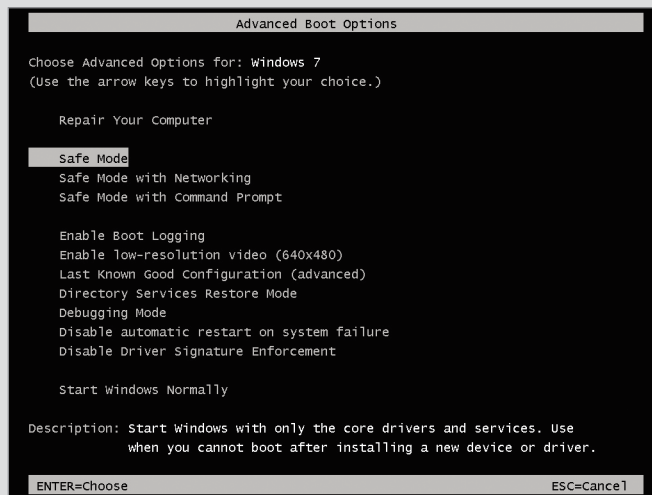 Advanced Boot Options
Choose Advanced Options for: Windows 7
(Use the arrow keys to highlight your choice.)
Repair Your Computer
Safe Mode
Safe Mode with Networking
Safe Mode with Command Prompt
Enable Boot Logging
Enable low-resolution video (640x480)
Last Known Good Configuration (advanced)
Directory Services Restore Mode
Debugging Mode
Disable automatic restart on system failure
Disable Driver Signature Enforcement
Start Windows Normally
Description: Start Windows with only the core drivers and services. Use
when you cannot boot after installing a new device or driver.
ENTER=Choose ESC=Cancel